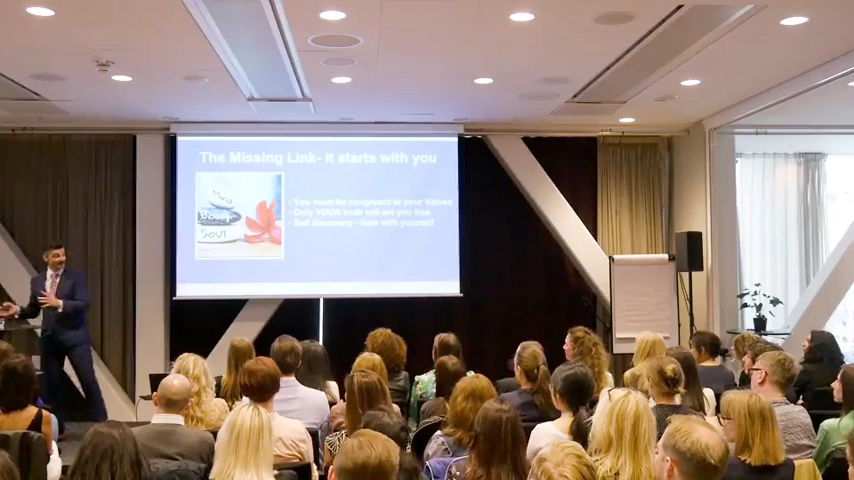 The Missing Link- it starts with you
Mind
Body
Soul
• You must be congruent to your Values
• Only YOUR truth will set you free
• Self discovery - time with yourself